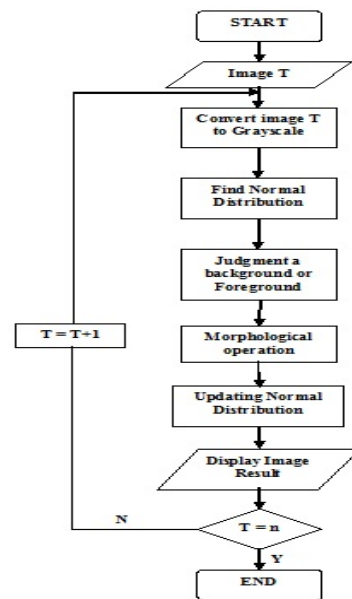 START
Image T
Convert image T
to Grayscale
Find Normal
Distribution
Judgment a
background or
Foreground
T = T+1
Morphological
operation
Updating Normal
Distribution
Display Image
Result
N
T = n
Y
END